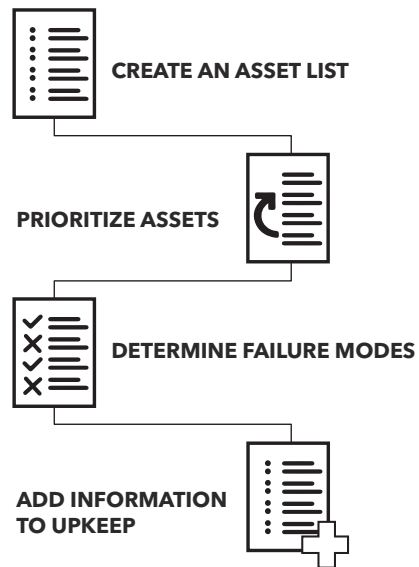 CREATE AN ASSET LIST
PRIORITIZE ASSETS
DETERMINE FAILURE MODES
ADD INFORMATION
TO UPKEEP